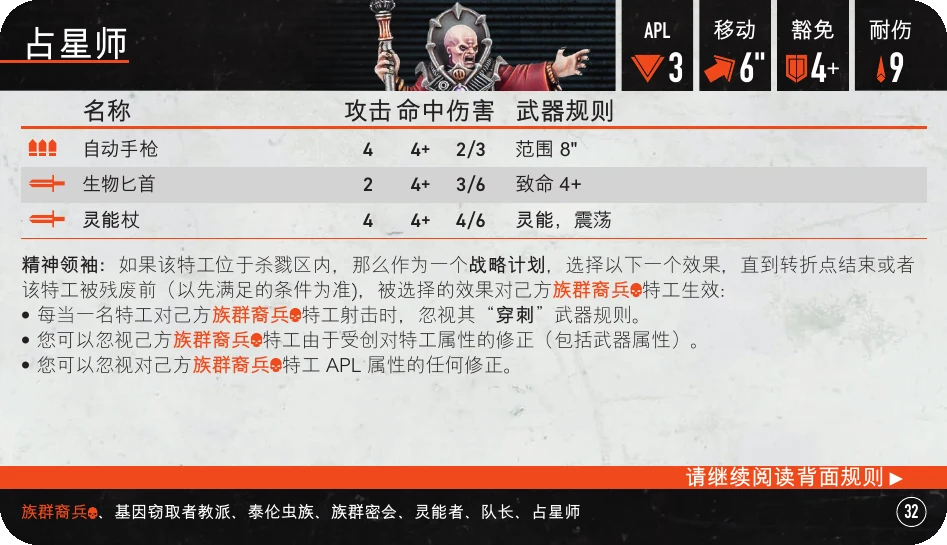 占星师
APL 移动 豁免 耐伤
3 6" 4+ 9
名称 攻击 命中 伤害 武器规则
自动手枪 4 4+ 2/3 范围 8"
生物匕首 2 4+ 3/6 致命 4+
灵能杖 4 4+ 4/6 灵能，震荡
精神领袖：如果该特工位于杀戮区内，那么作为一个战略计划，选择以下一个效果，直到转折点结束或者
该特工被残废前（以先满足的条件为准)，被选择的效果对己方族群裔兵特工生效:
• 每当一名特工对己方族群裔兵特工射击时，忽视其“穿刺”武器规则。
• 您可以忽视己方族群裔兵特工由于受创对特工属性的修正（包括武器属性）。
• 您可以忽视对己方族群裔兵特工 APL 属性的任何修正。
请继续阅读背面规则 ▶
族群裔兵、基因窃取者教派、泰伦虫族、族群密会、灵能者、队长、占星师
32